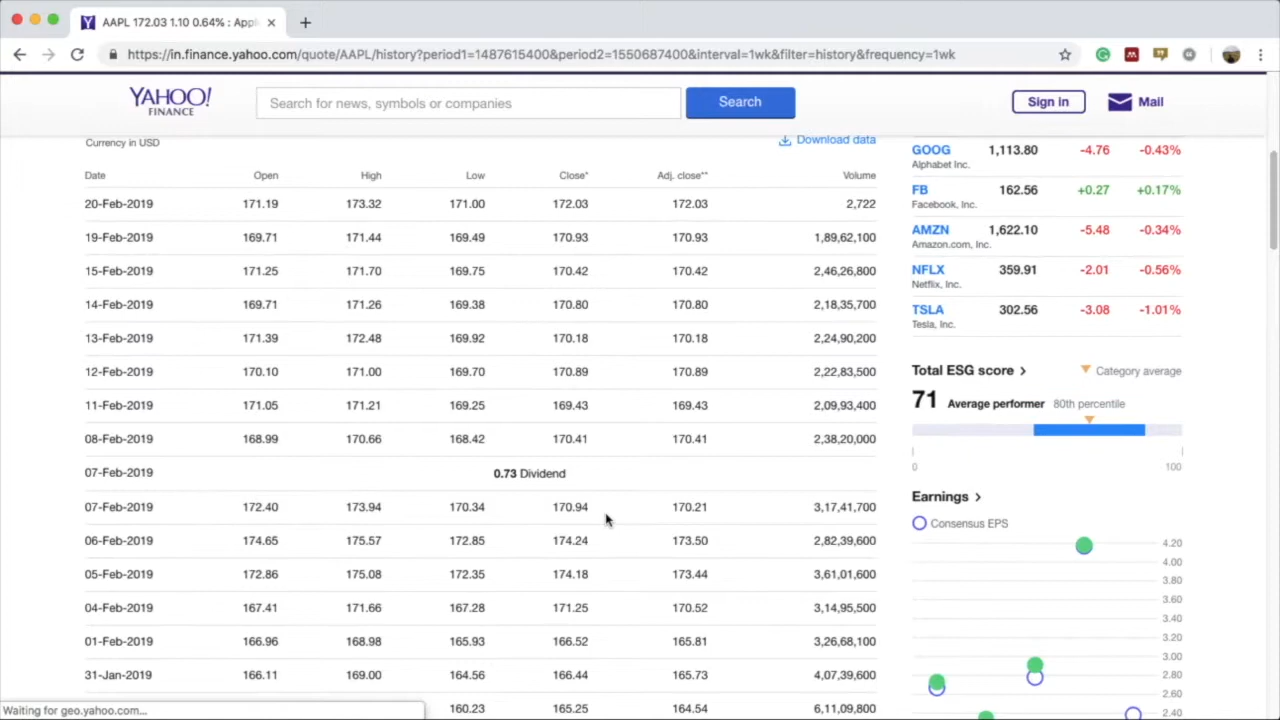 AAPL 172.03 1.10 0.64% : Appl
https://in.finance.yahoo.com/quote/AAPL/history?period1=1487615400&period2=1550687400&interval=1wk&filter=history&frequency=1wk
YAHOO!
FINANCE
Search for news, symbols or companies
Search
Sign in
Mail
Currency in USD
Download data
Date Open High Low Close* Adj. close** Volume
20-Feb-2019 171.19 173.32 171.00 172.03 172.03 2,722
19-Feb-2019 169.71 171.44 169.49 170.93 170.93 1,89,62,100
15-Feb-2019 171.25 171.70 169.75 170.42 170.42 2,46,26,800
14-Feb-2019 169.71 171.26 169.38 170.80 170.80 2,18,35,700
13-Feb-2019 171.39 172.48 169.92 170.18 170.18 2,24,90,200
12-Feb-2019 170.10 171.00 169.70 170.89 170.89 2,22,83,500
11-Feb-2019 171.05 171.21 169.25 169.43 169.43 2,09,93,400
08-Feb-2019 168.99 170.66 168.42 170.41 170.41 2,38,20,000
07-Feb-2019 0.73 Dividend
07-Feb-2019 172.40 173.94 170.34 170.94 170.21 3,17,41,700
06-Feb-2019 174.65 175.57 172.85 174.24 173.50 2,82,39,600
05-Feb-2019 172.86 175.08 172.35 174.18 173.44 3,61,01,600
04-Feb-2019 167.41 171.66 167.28 171.25 170.52 3,14,95,500
01-Feb-2019 166.96 168.98 165.93 166.52 165.81 3,26,68,100
31-Jan-2019 166.11 169.00 164.56 166.44 165.73 4,07,39,600
160.23 165.25 164.54 6,11,09,800
GOOG 1,113.80 -4.76 -0.43%
Alphabet Inc.
FB 162.56 +0.27 +0.17%
Facebook, Inc.
AMZN 1,622.10 -5.48 -0.34%
Amazon.com, Inc.
NFLX 359.91 -2.01 -0.56%
Netflix, Inc.
TSLA 302.56 -3.08 -1.01%
Tesla, Inc.
Total ESG score
Category average
71 Average performer 80th percentile
0 100
Earnings
Consensus EPS
4.20
4.00
3.80
3.60
3.40
3.20
3.00
2.80
2.60
2.40
Waiting for geo.yahoo.com...